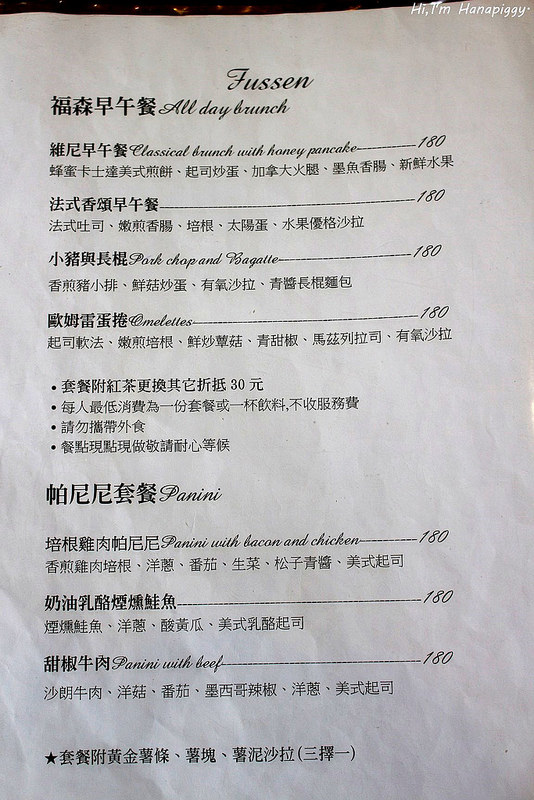 Hi,I'm Hanapiggy.
Fussen
福森早午餐 All day brunch
維尼早午餐 Classical brunch with honey pancake 180
蜂蜜卡士達美式煎餅、起司炒蛋、加拿大火腿、墨魚香腸、新鮮水果
法式香頌早午餐 180
法式吐司、嫩煎香腸、培根、太陽蛋、水果優格沙拉
小豬與長棍 Pork chop and Bagatte 180
香煎豬小排、鮮菇炒蛋、有氧沙拉、青醬長棍麵包
歐姆雷蛋捲 Omelettes 180
起司軟法、嫩煎培根、鮮炒蕈菇、青甜椒、馬茲列拉司、有氧沙拉
• 套餐附紅茶更換其它折抵 30 元
• 每人最低消費為一份套餐或一杯飲料,不收服務費
• 請勿攜帶外食
• 餐點現點現做敬請耐心等候
帕尼尼套餐 Panini
培根雞肉帕尼尼 Panini with bacon and chicken 180
香煎雞肉培根、洋蔥、番茄、生菜、松子青醬、美式起司
奶油乳酪煙燻鮭魚 180
煙燻鮭魚、洋蔥、酸黃瓜、美式乳酪起司
甜椒牛肉 Panini with beef 180
沙朗牛肉、洋菇、番茄、墨西哥辣椒、洋蔥、美式起司
★套餐附黃金薯條、薯塊、薯泥沙拉(三擇一)